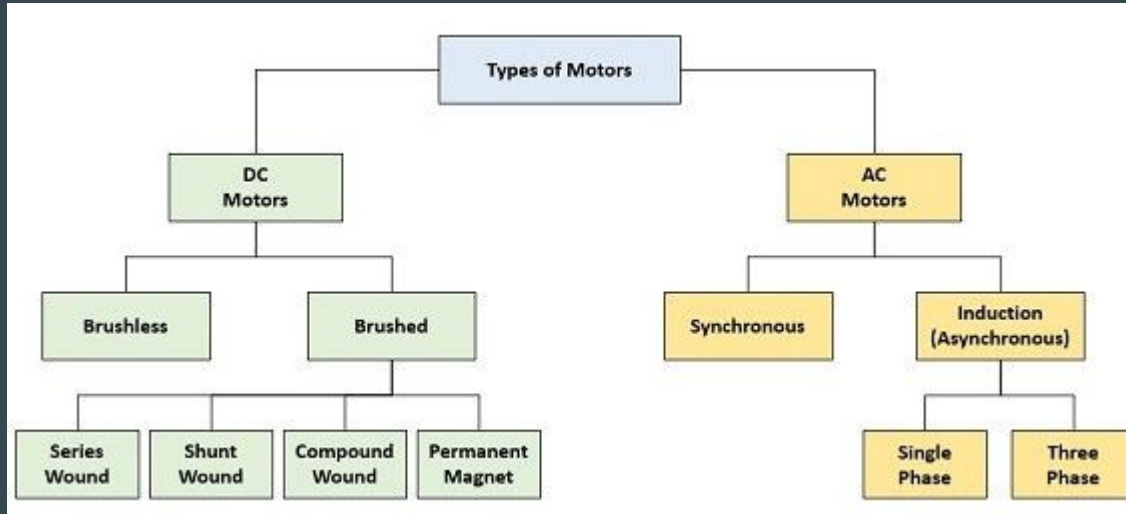 Types of Motors
DC
Motors
AC
Motors
Brushless
Brushed
Synchronous
Induction
(Asynchronous)
Series
Wound
Shunt
Wound
Compound
Wound
Permanent
Magnet
Single
Phase
Three
Phase